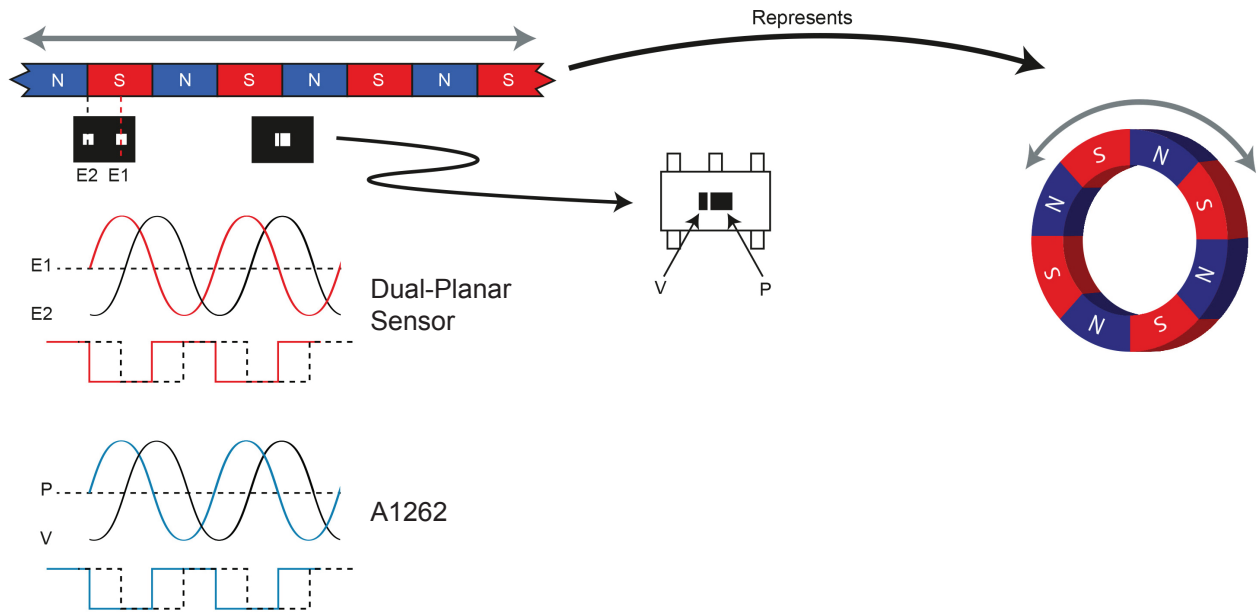 Represents
N S N S N S N S
E2 E1
V P
E1
E2
Dual-Planar
Sensor
P
V
A1262
S N S N S N S N